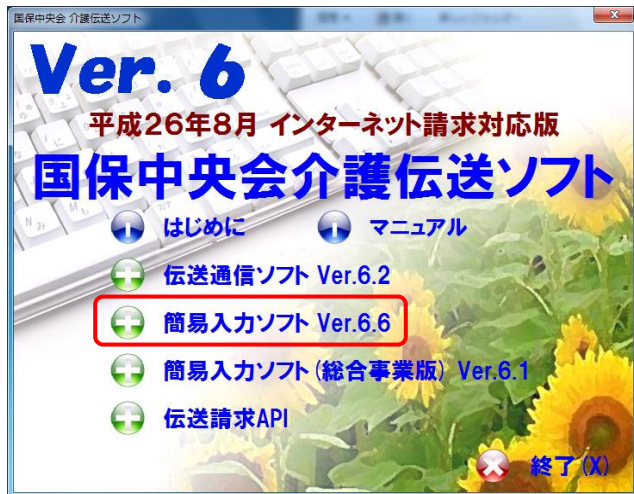 国保中央会 介護伝送ソフト
Ver. 6
平成26年8月 インターネット請求対応版
国保中央会介護伝送ソフト
はじめに マニュアル
伝送通信ソフト Ver.6.2
簡易入力ソフト Ver.6.6
簡易入力ソフト(総合事業版) Ver.6.1
伝送請求API
終了(X)